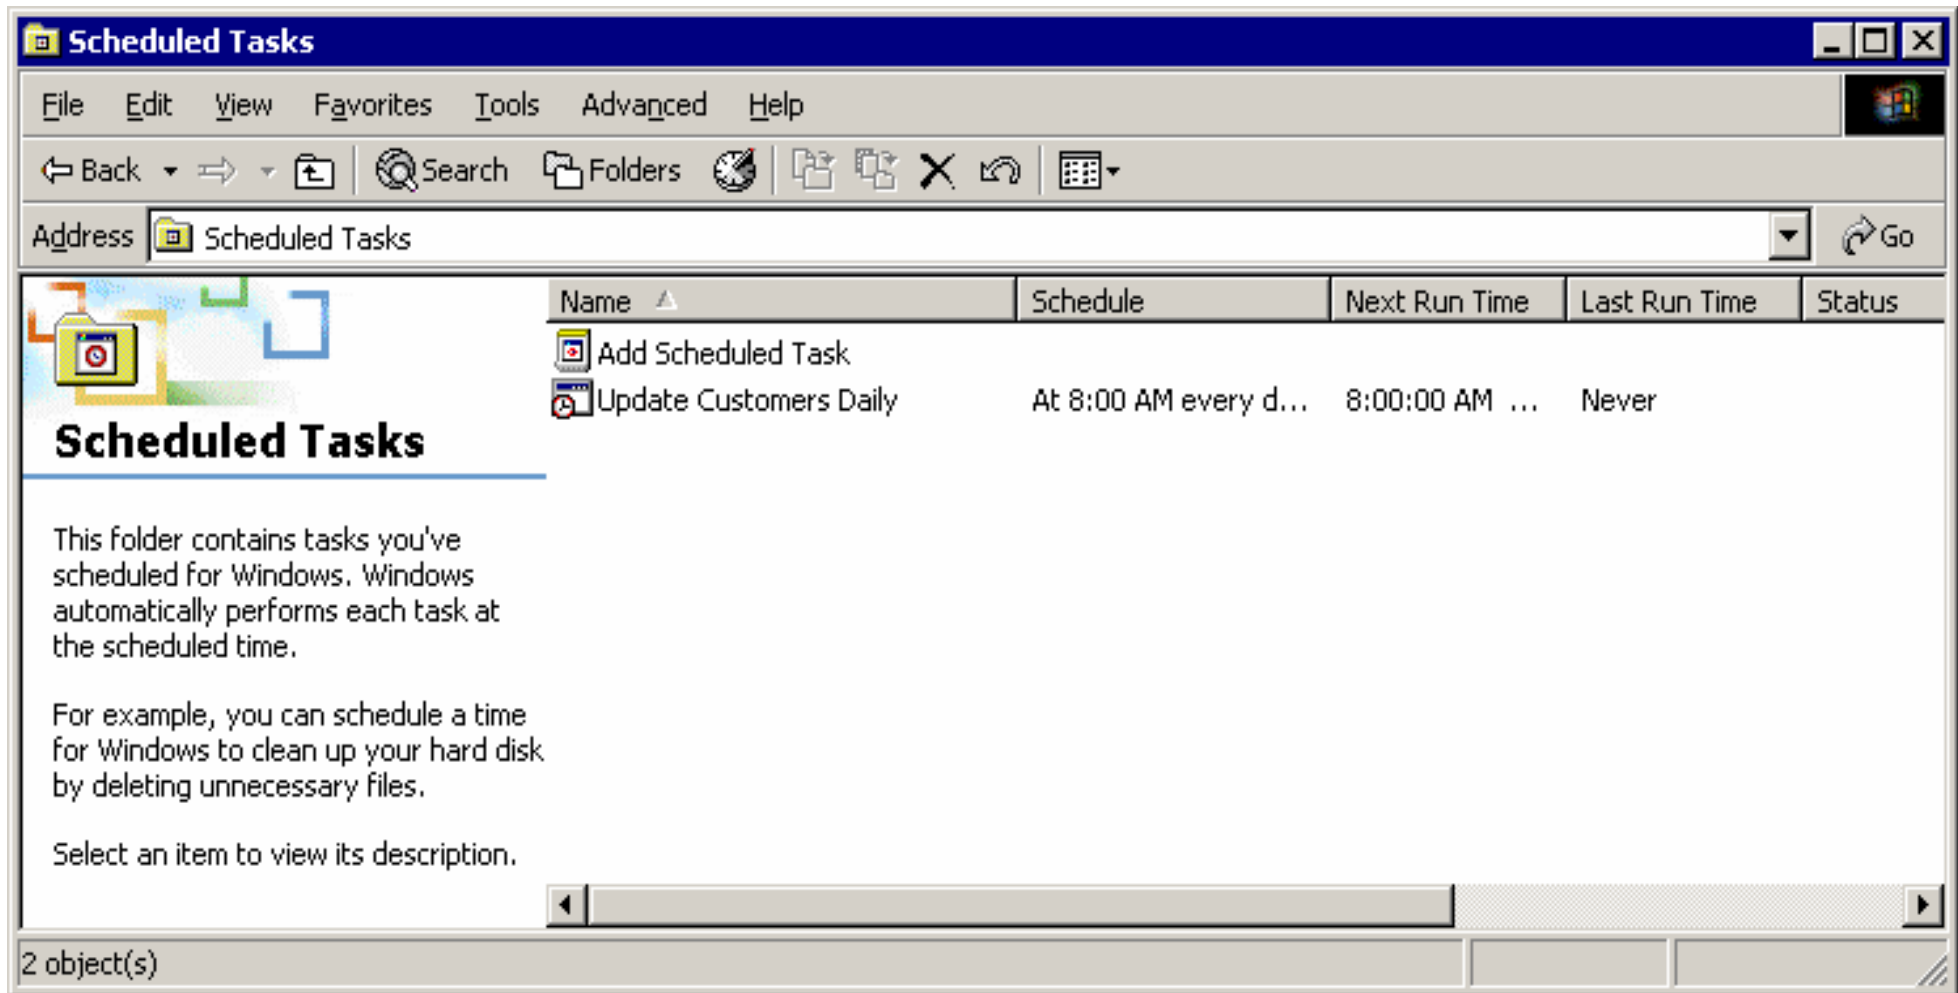 Scheduled Tasks
File Edit View Favorites Tools Advanced Help
Back Search Folders
Address Scheduled Tasks Go
Name Schedule Next Run Time Last Run Time Status
Add Scheduled Task
Update Customers Daily At 8:00 AM every d... 8:00:00 AM ... Never
Scheduled Tasks
This folder contains tasks you've
scheduled for Windows. Windows
automatically performs each task at
the scheduled time.
For example, you can schedule a time
for Windows to clean up your hard disk
by deleting unnecessary files.
Select an item to view its description.
2 object(s)